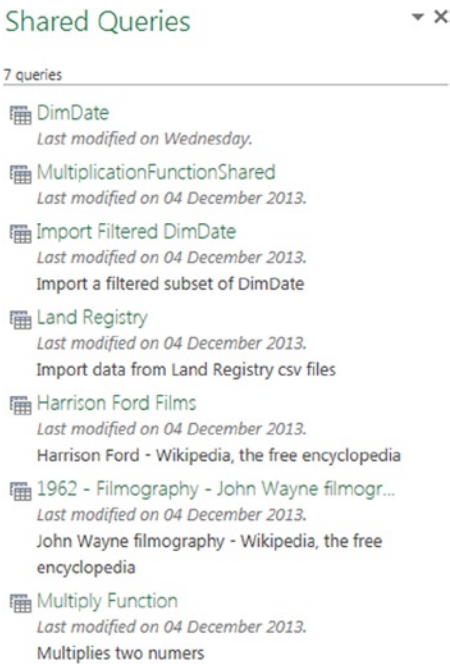 Shared Queries
7 queries
DimDate
Last modified on Wednesday.
MultiplicationFunctionShared
Last modified on 04 December 2013.
Import Filtered DimDate
Last modified on 04 December 2013.
Import a filtered subset of DimDate
Land Registry
Last modified on 04 December 2013.
Import data from Land Registry csv files
Harrison Ford Films
Last modified on 04 December 2013.
Harrison Ford - Wikipedia, the free encyclopedia
1962 - Filmography - John Wayne filmogr...
Last modified on 04 December 2013.
John Wayne filmography - Wikipedia, the free
encyclopedia
Multiply Function
Last modified on 04 December 2013.
Multiplies two numers